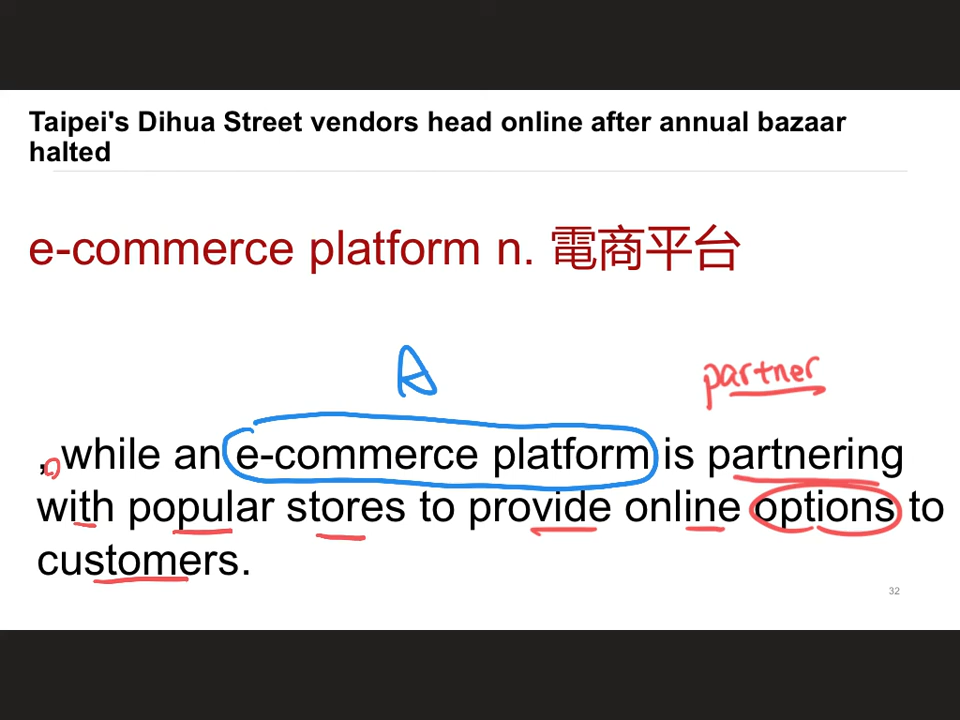 Taipei's Dihua Street vendors head online after annual bazaar
halted
e-commerce platform n. 電商平台
partner
, while an e-commerce platform is partnering
with popular stores to provide online options to
customers.
32